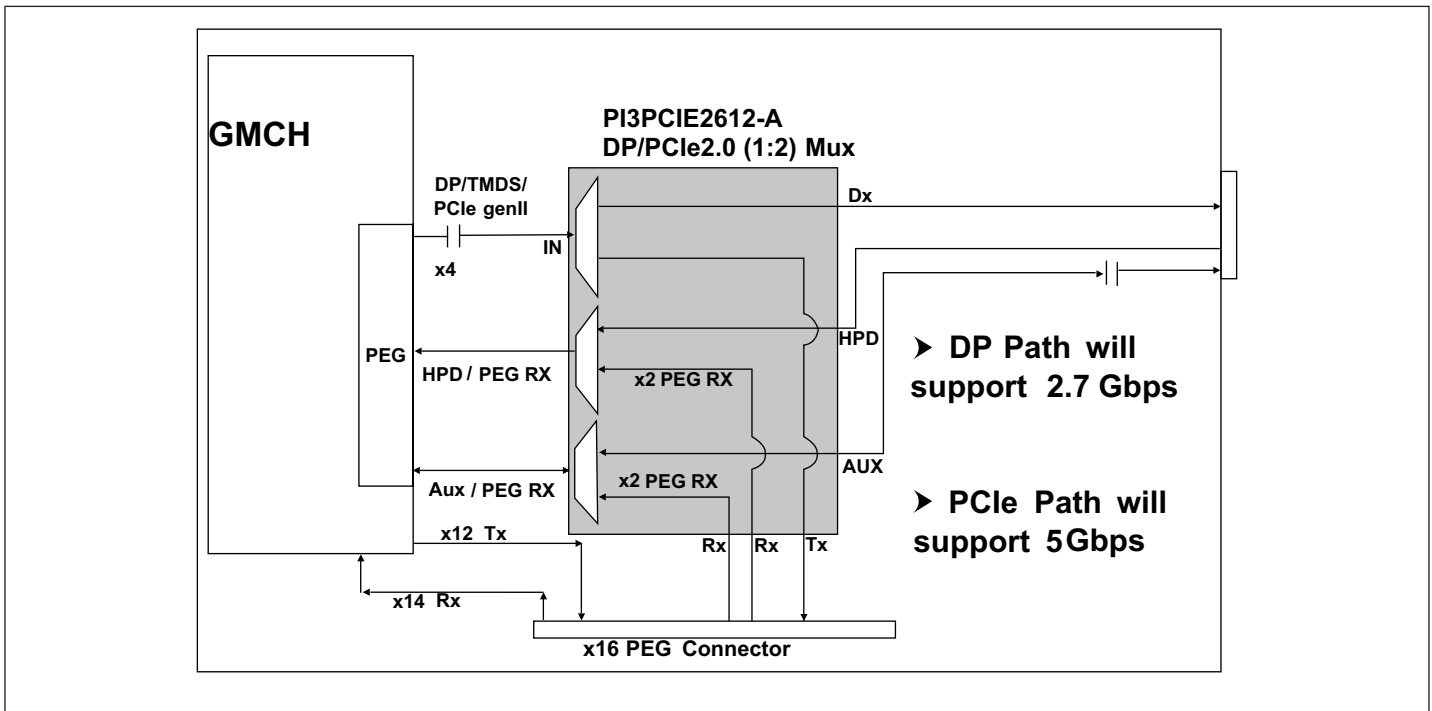 GMCH
PI3PCIE2612-A
DP/PCIe2.0 (1:2) Mux
DP/TMDS/
PCIe genII
x4
IN
Dx
PEG
HPD / PEG RX
x2 PEG RX
HPD
AUX
Aux / PEG RX
x2 PEG RX
x12 Tx
Rx
Rx
Tx
x14 Rx
x16 PEG Connector
➤ DP Path will
support 2.7 Gbps
➤ PCIe Path will
support 5Gbps